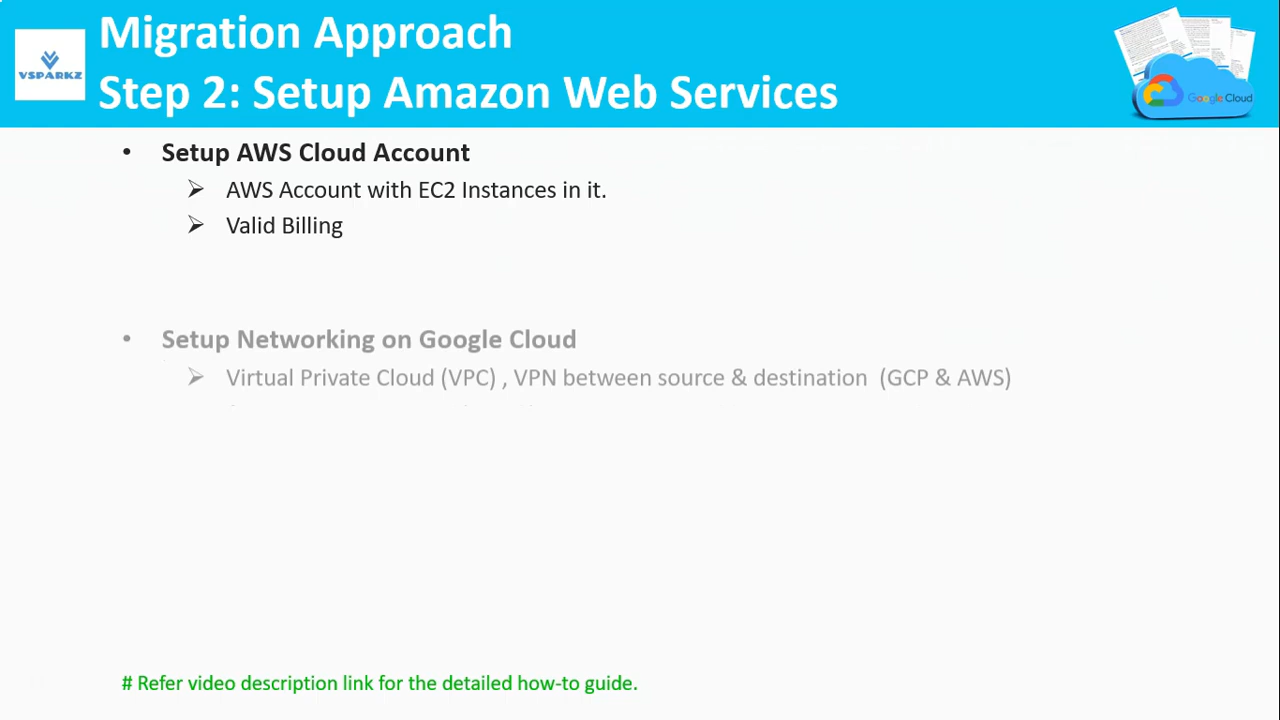 Migration Approach
VSPARKZ
Step 2: Setup Amazon Web Services
Google Cloud
• Setup AWS Cloud Account
➢ AWS Account with EC2 Instances in it.
➢ Valid Billing
• Setup Networking on Google Cloud
➢ Virtual Private Cloud (VPC) , VPN between source & destination (GCP & AWS)
# Refer video description link for the detailed how-to guide.